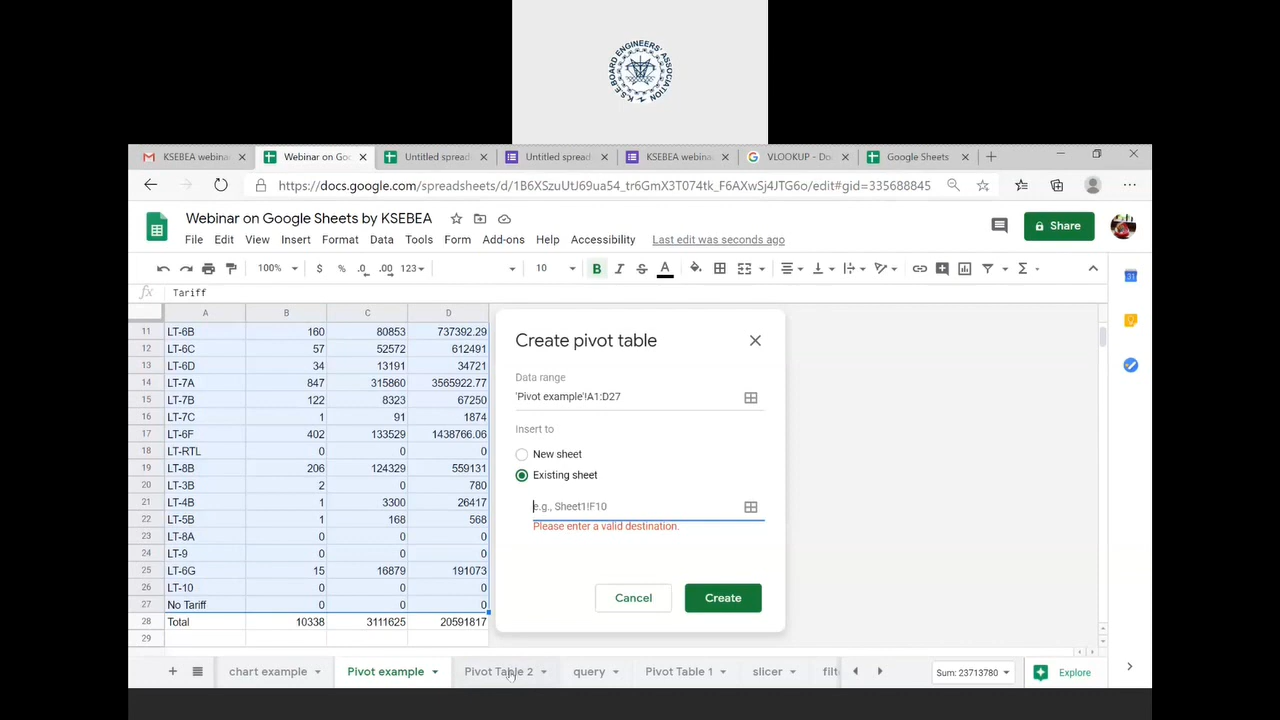 K.S.E.BOARD ENGINEERS' ASSOCIATION
KSEBEA webina
Webinar on Goo
Untitled spread
Untitled spread
KSEBEA webina
VLOOKUP - Do
Google Sheets
https://docs.google.com/spreadsheets/d/1B6XSzuUtJ69ua54_tr6GmX3T074tk_F6AXwSj4JTG6o/edit#gid=335688845
Webinar on Google Sheets by KSEBEA
File Edit View Insert Format Data Tools Form Add-ons Help Accessibility Last edit was seconds ago
Share
100% $ % .0 .00 123 10 B I S A Σ
31
fx Tariff
A B C D
11 LT-6B 160 80853 737392.29
12 LT-6C 57 52572 612491
13 LT-6D 34 13191 34721
14 LT-7A 847 315860 3565922.77
15 LT-7B 122 8323 67250
16 LT-7C 1 91 1874
17 LT-6F 402 133529 1438766.06
18 LT-RTL 0 0 0
19 LT-8B 206 124329 559131
20 LT-3B 2 0 780
21 LT-4B 1 3300 26417
22 LT-5B 1 168 568
23 LT-8A 0 0 0
24 LT-9 0 0 0
25 LT-6G 15 16879 191073
26 LT-10 0 0 0
27 No Tariff 0 0 0
28 Total 10338 3111625 20591817
29
Create pivot table
Data range
'Pivot example'!A1:D27
Insert to
New sheet
Existing sheet
e.g., Sheet1!F10
Please enter a valid destination.
Cancel Create
chart example Pivot example Pivot Table 2 query Pivot Table 1 slicer filt Sum: 23713780 Explore